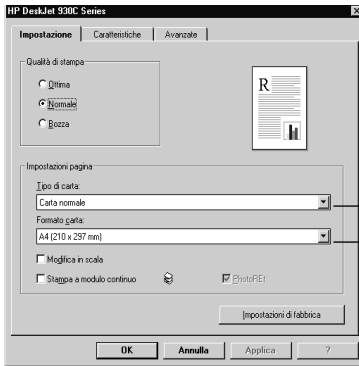 HP DeskJet 930C Series
Impostazione Caratteristiche Avanzate
Qualità di stampa
Ottima
Normale
Bozza
R
Impostazioni pagina
Tipo di carta:
Carta normale
Formato carta:
A4 (210 x 297 mm)
Modifica in scala
Stampa a modulo continuo PhotoREt
Impostazioni di fabbrica
OK Annulla Applica ?